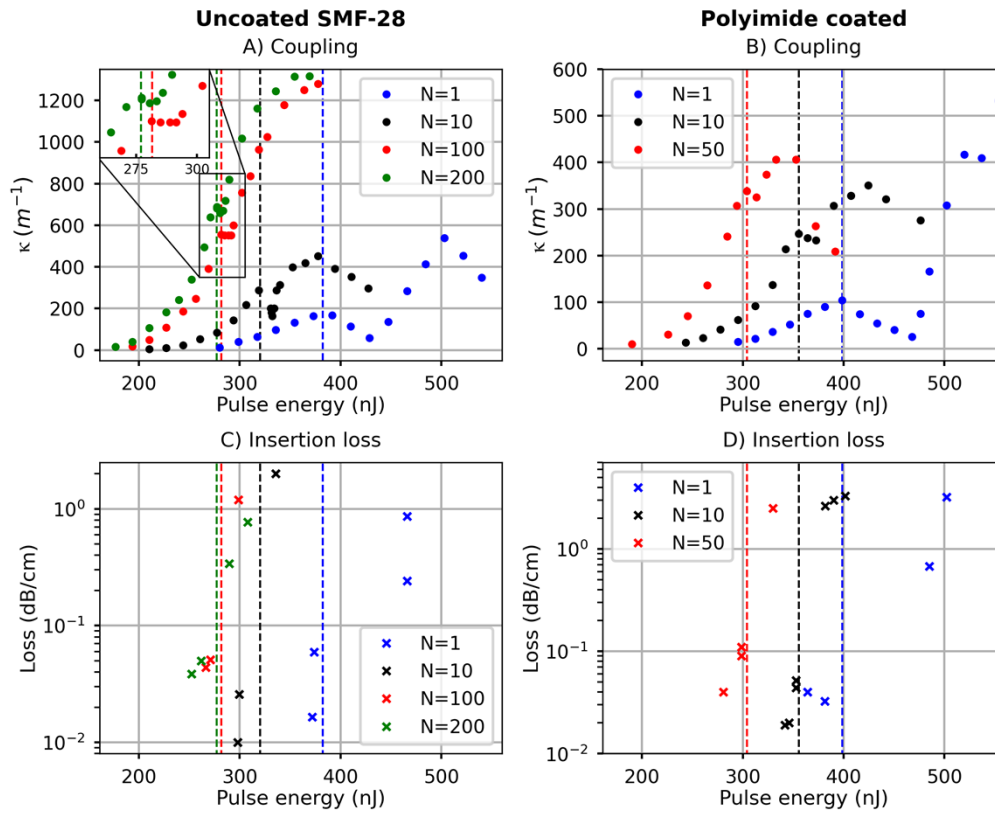 Uncoated SMF-28
Polyimide coated
A) Coupling
B) Coupling
κ (m⁻¹)
1200
1000
800
600
400
200
0
275
300
N=1
N=10
N=100
N=200
200
300
400
500
Pulse energy (nJ)
κ (m⁻¹)
600
500
400
300
200
100
0
N=1
N=10
N=50
200
300
400
500
Pulse energy (nJ)
C) Insertion loss
D) Insertion loss
Loss (dB/cm)
10⁰
10⁻¹
10⁻²
N=1
N=10
N=100
N=200
200
300
400
500
Pulse energy (nJ)
Loss (dB/cm)
10⁰
10⁻¹
10⁻²
N=1
N=10
N=50
200
300
400
500
Pulse energy (nJ)